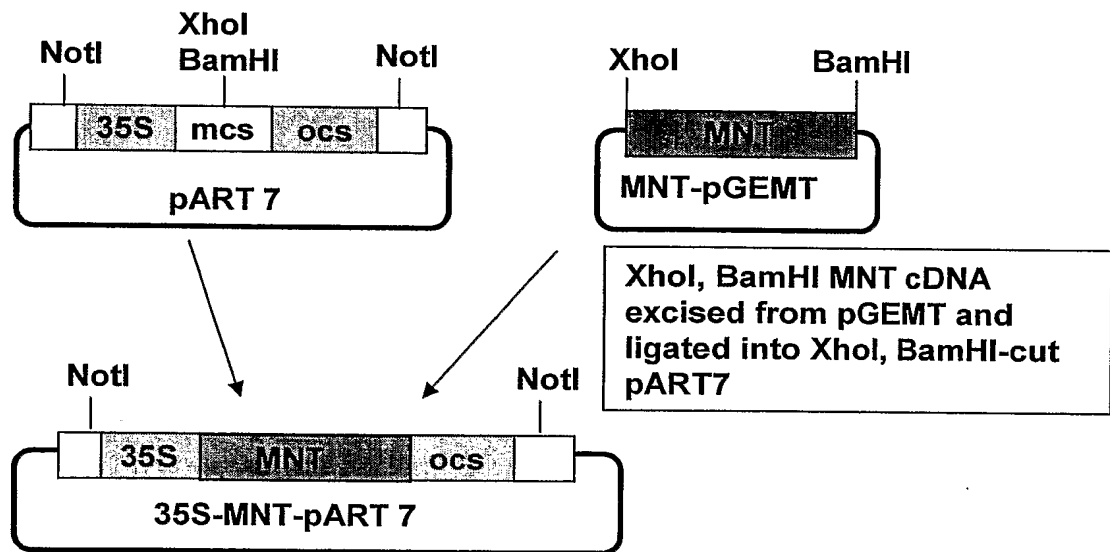 XhoI
NotI BamHI NotI
35S mcs ocs
pART 7
XhoI BamHI
MNT
MNT-pGEMT
XhoI, BamHI MNT cDNA
excised from pGEMT and
ligated into XhoI, BamHI-cut
pART7
NotI NotI
35S MNT ocs
35S-MNT-pART 7